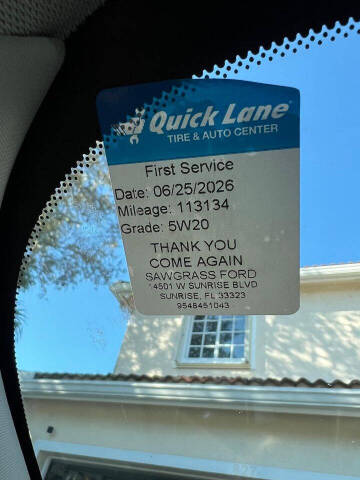 Quick Lane
TIRE & AUTO CENTER
First Service
Date: 06/25/2026
Mileage: 113134
Grade: 5W20
THANK YOU
COME AGAIN
SAWGRASS FORD
14501 W SUNRISE BLVD
SUNRISE, FL 33323
9548451043